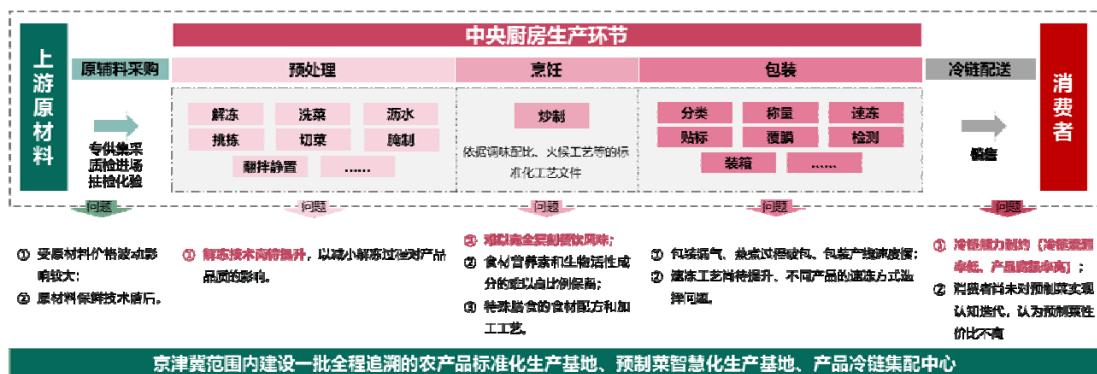 中央厨房生产环节
上游原材料
原辅料采购
预处理
烹饪
包装
冷链配送
消费者
专供集采
质检进场
抽检化验
解冻
洗菜
沥水
挑拣
切菜
腌制
翻拌静置
……
炒制
依据调味配比、火候工艺等的标
准化工艺文件
分类
称量
速冻
贴标
覆膜
检测
装箱
……
销售
问题
问题
问题
问题
问题
① 受原材料价格波动影
响较大；
② 原材料保鲜技术滞后。
① 解冻技术尚待提升，以减小解冻过程对产品
品质的影响。
① 难以完全复刻餐饮风味；
② 食材营养素和生物活性成
分的难以自比例保留；
③ 特殊膳食的食材配方和加
工工艺。
① 包装漏气、蒸煮过程破包、包装产线速度慢；
② 速冻工艺尚待提升、不同产品的速冻方式选
择问题。
① 冷链运力制约（冷链流通
率低、产品腐损率高）；
② 消费者尚未对预制菜实现
认知迭代，认为预制菜性
价比不高
京津冀范围内建设一批全程追溯的农产品标准化生产基地、预制菜智慧化生产基地、产品冷链集配中心